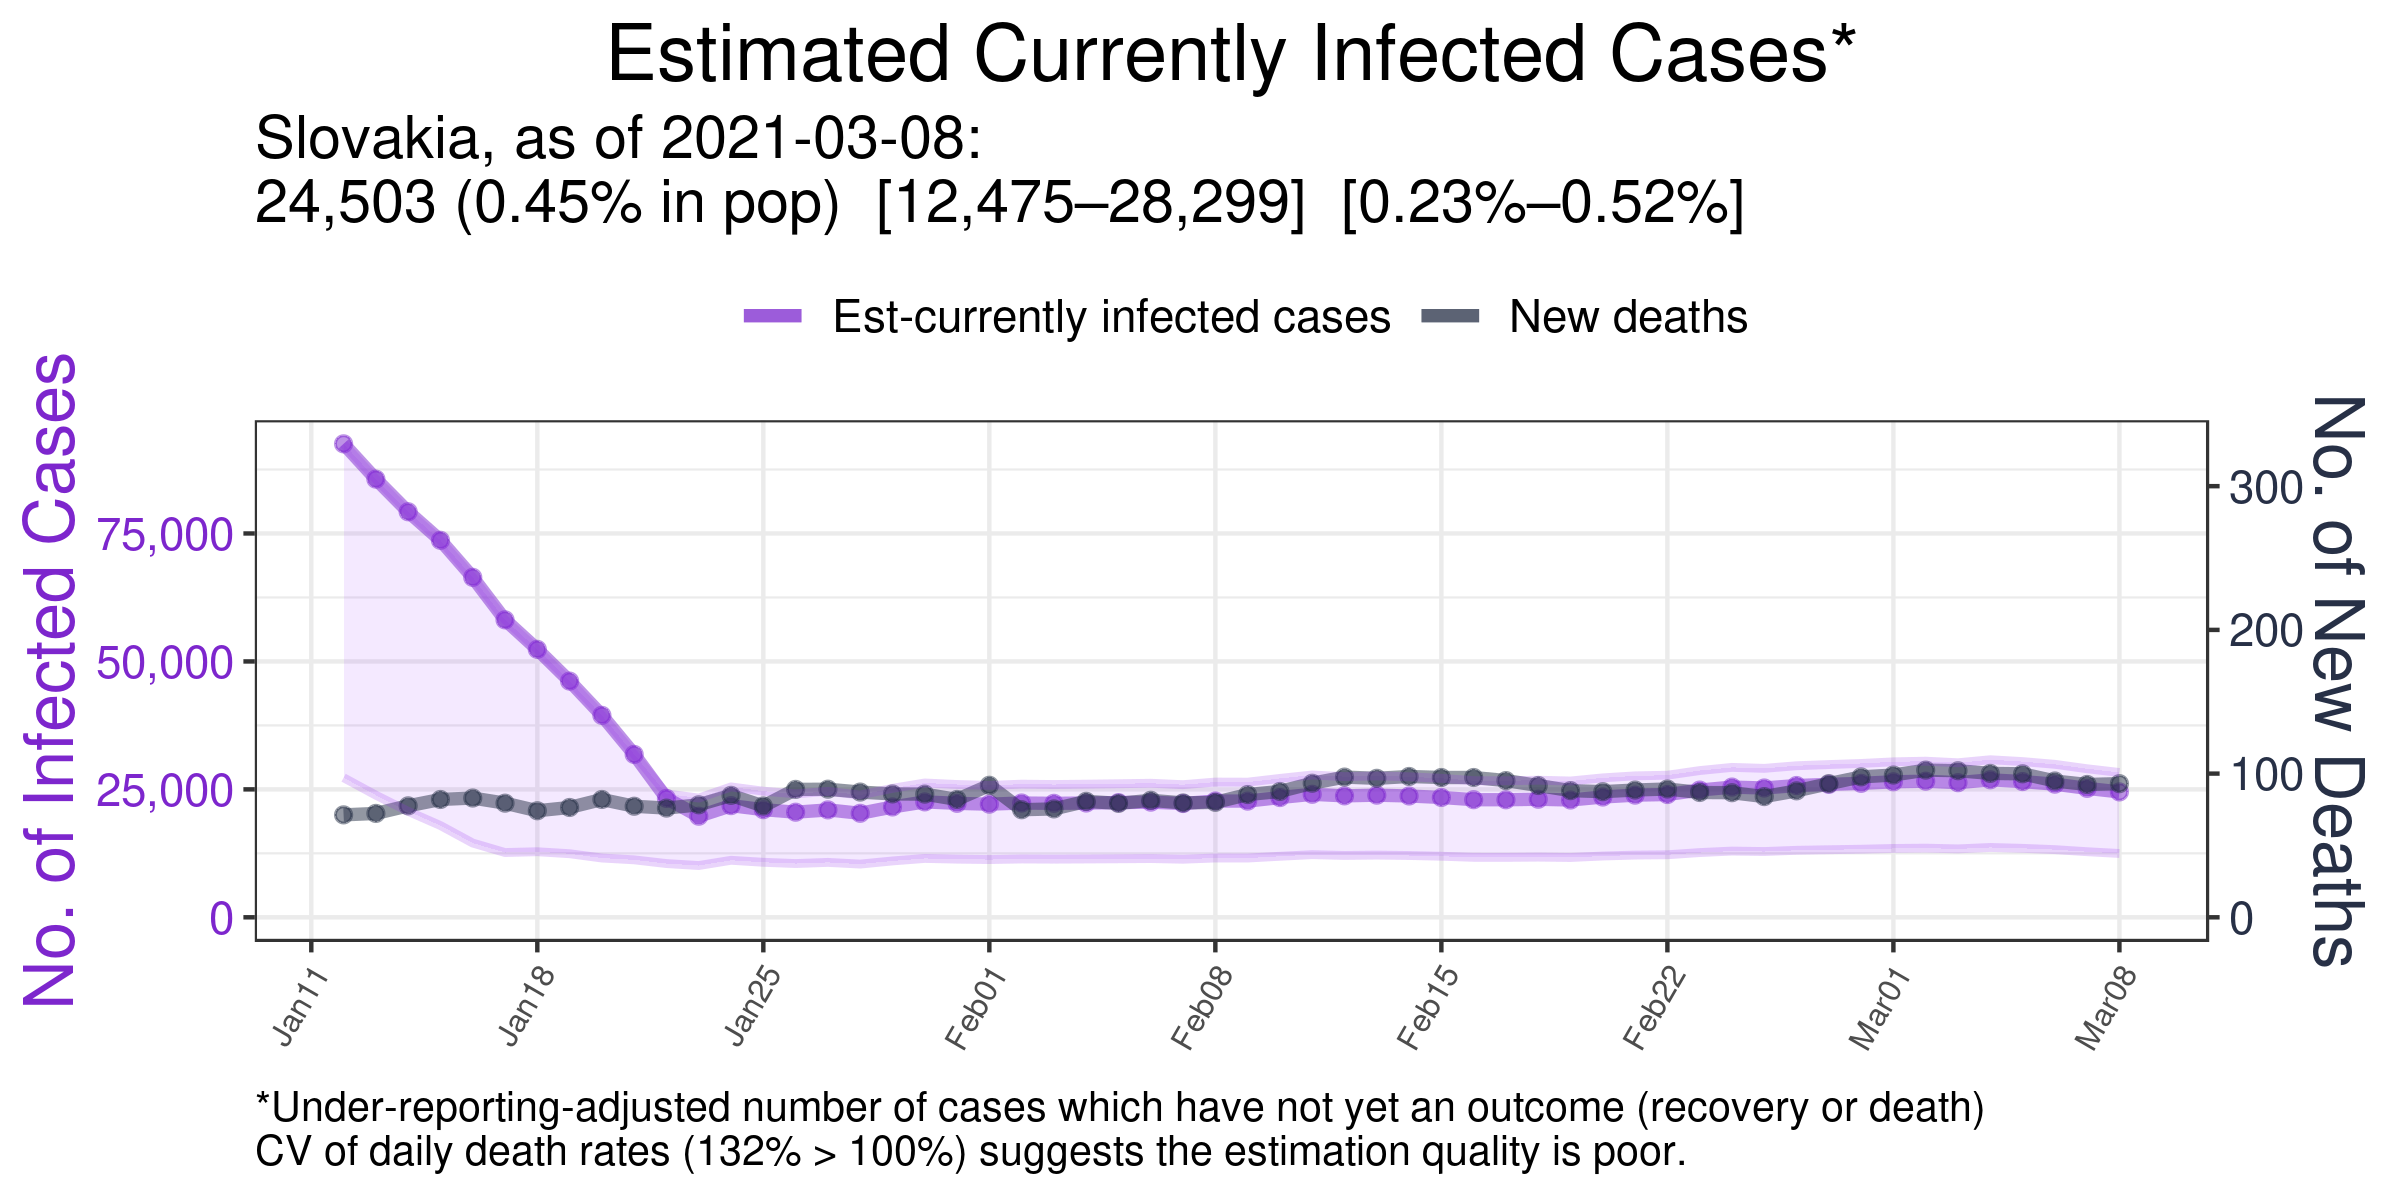 Estimated Currently Infected Cases*
Slovakia, as of 2021-03-08:
24,503 (0.45% in pop)  [12,475–28,299]  [0.23%–0.52%]
Est-currently infected cases
New deaths
No. of Infected Cases
75,000
50,000
25,000
0
No. of New Deaths
300
200
100
0
Jan11
Jan18
Jan25
Feb01
Feb08
Feb15
Feb22
Mar01
Mar08
*Under-reporting-adjusted number of cases which have not yet an outcome (recovery or death)
CV of daily death rates (132% > 100%) suggests the estimation quality is poor.